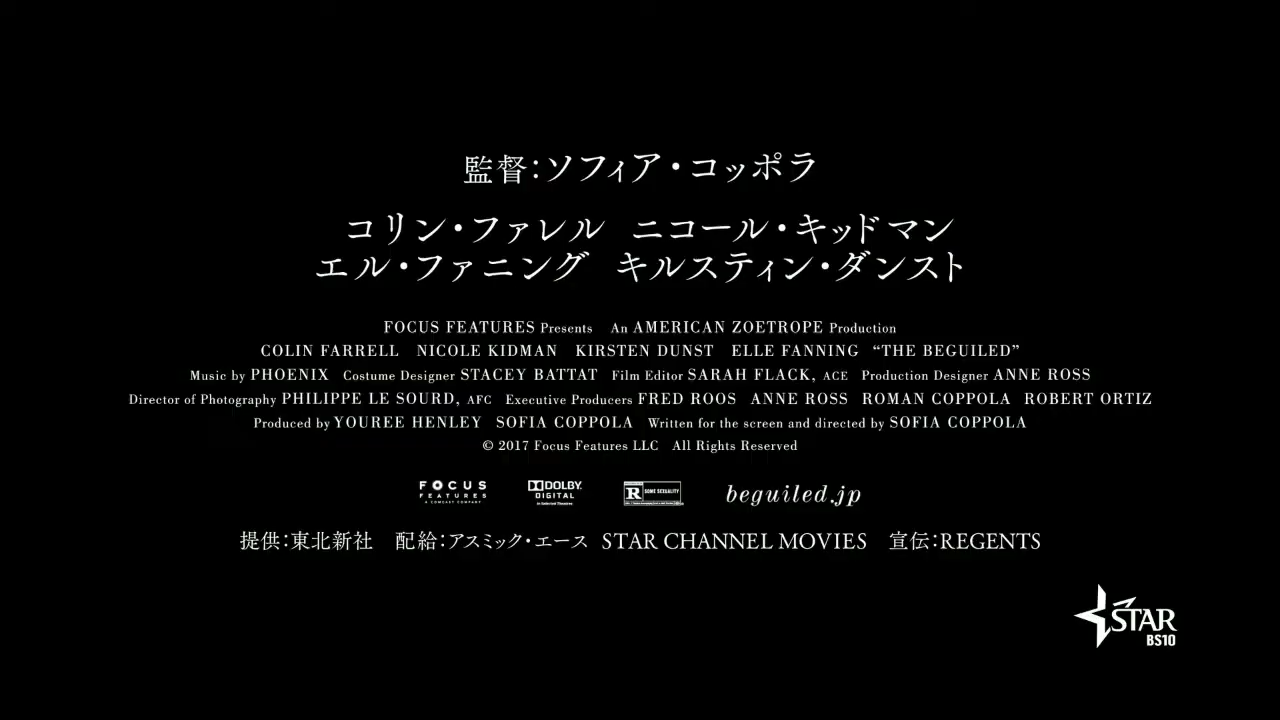 監督：ソフィア・コッポラ
コリン・ファレル ニコール・キッドマン
エル・ファニング キルスティン・ダンスト
FOCUS FEATURES Presents An AMERICAN ZOETROPE Production
COLIN FARRELL NICOLE KIDMAN KIRSTEN DUNST ELLE FANNING “THE BEGUILED”
Music by PHOENIX Costume Designer STACEY BATTAT Film Editor SARAH FLACK, ACE Production Designer ANNE ROSS
Director of Photography PHILIPPE LE SOURD, AFC Executive Producers FRED ROOS ANNE ROSS ROMAN COPPOLA ROBERT ORTIZ
Produced by YOUREE HENLEY SOFIA COPPOLA Written for the screen and directed by SOFIA COPPOLA
© 2017 Focus Features LLC All Rights Reserved
FOCUS FEATURES A COMCAST COMPANY DOLBY DIGITAL In Selected Theatres R SOME SEXUALITY beguiled.jp
提供：東北新社 配給：アスミック・エース STAR CHANNEL MOVIES 宣伝：REGENTS
STAR
BS10